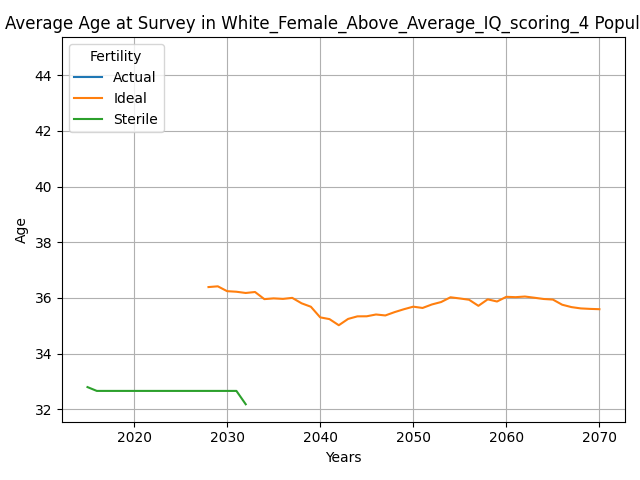 Average Age at Survey in White_Female_Above_Average_IQ_scoring_4 Popul
Fertility
Actual
Ideal
Sterile
44
42
40
38
36
34
32
Age
2020 2030 2040 2050 2060 2070
Years